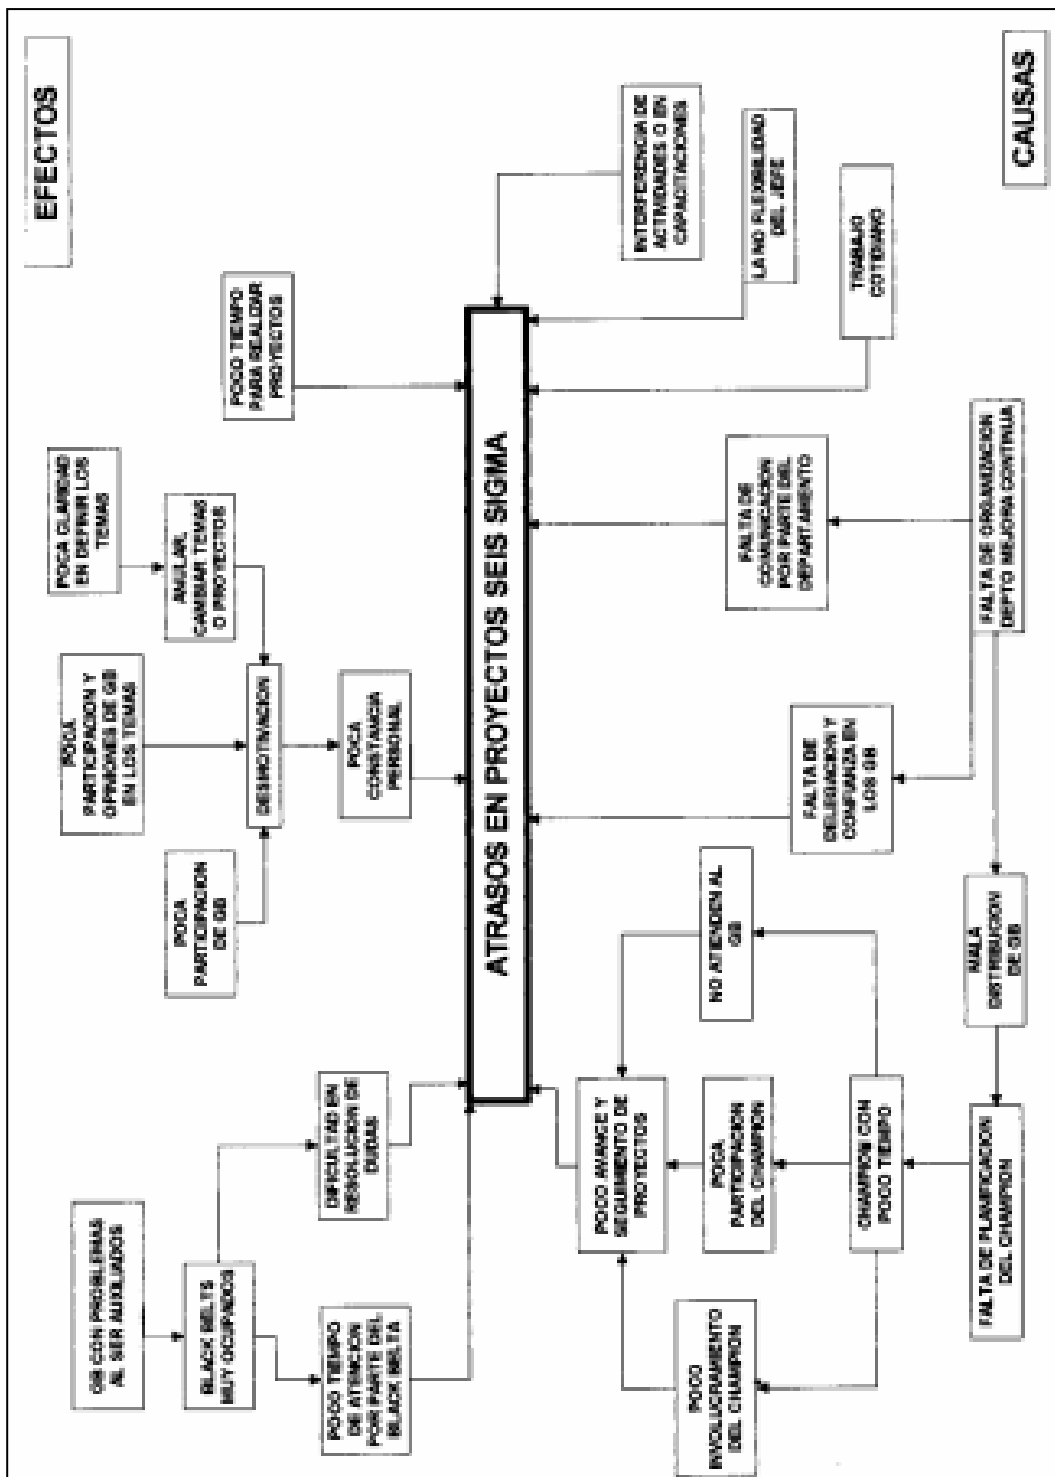 EFECTOS
GB CON PROBLEMAS
AL SER AUXILIADOS
POCA
PARTICIPACION Y
OPINIONES DE GB
EN LOS TEMAS
POCA CLARIDAD
EN DEFINIR LOS
TEMAS
BLACK BELTS
MUY OCUPADOS
POCA
PARTICIPACION
DE GB
ANULAR,
CAMBIAR TEMAS
O PROYECTOS
DESMOTIVACION
POCO TIEMPO
PARA REALIZAR
PROYECTOS
POCO TIEMPO
DE ATENCION
POR PARTE DEL
BLACK BELTA
DIFICULTAD EN
RESOLUCION DE
DUDAS
POCA
CONSTANCIA
PERSONAL
ATRASOS EN PROYECTOS SEIS SIGMA
POCO AVANCE Y
SEGUIMIENTO DE
PROYECTOS
INTERFERENCIA DE
ACTIVIDADES O EN
CAPACITACIONES
POCO
INVOLUCRAMIENTO
DEL CHAMPION
POCA
PARTICIPACION
DEL CHAMPION
NO ATIENDEN AL
GB
FALTA DE
COMUNICACION
POR PARTE DEL
DEPARTAMENTO
LA NO FLEXIBILIDAD
DEL JEFE
FALTA DE
DELEGACION Y
CONFIANZA EN
LOS GB
CHAMPION CON
POCO TIEMPO
TRABAJO
COTIDIANO
FALTA DE PLANIFICACION
DEL CHAMPION
MALA
DISTRIBUCION
DE GB
FALTA DE ORGANIZACION
DEPTO MEJORA CONTINUA
CAUSAS